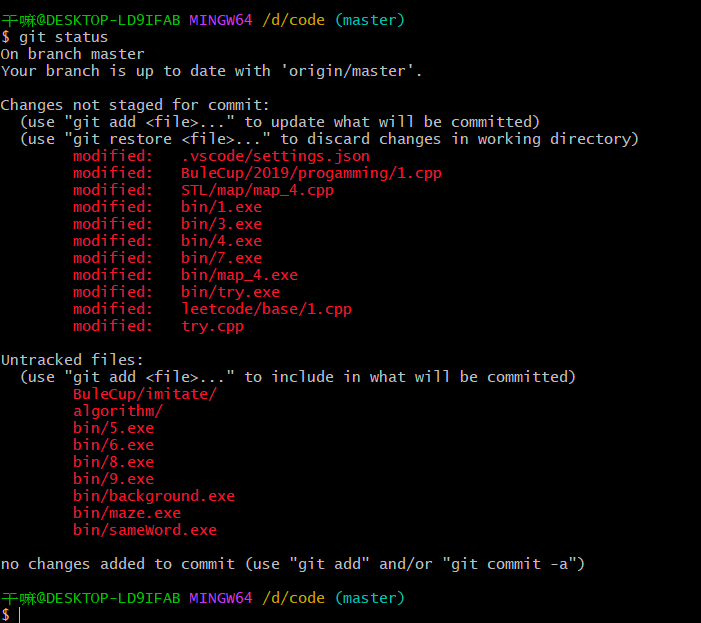 干嘛@DESKTOP-LD9IFAB MINGW64 /d/code (master)
$ git status
On branch master
Your branch is up to date with 'origin/master'.

Changes not staged for commit:
  (use "git add <file>..." to update what will be committed)
  (use "git restore <file>..." to discard changes in working directory)
        modified:   .vscode/settings.json
        modified:   BuleCup/2019/progamming/1.cpp
        modified:   STL/map/map_4.cpp
        modified:   bin/1.exe
        modified:   bin/3.exe
        modified:   bin/4.exe
        modified:   bin/7.exe
        modified:   bin/map_4.exe
        modified:   bin/try.exe
        modified:   leetcode/base/1.cpp
        modified:   try.cpp

Untracked files:
  (use "git add <file>..." to include in what will be committed)
        BuleCup/imitate/
        algorithm/
        bin/5.exe
        bin/6.exe
        bin/8.exe
        bin/9.exe
        bin/background.exe
        bin/maze.exe
        bin/sameWord.exe

no changes added to commit (use "git add" and/or "git commit -a")

干嘛@DESKTOP-LD9IFAB MINGW64 /d/code (master)
$